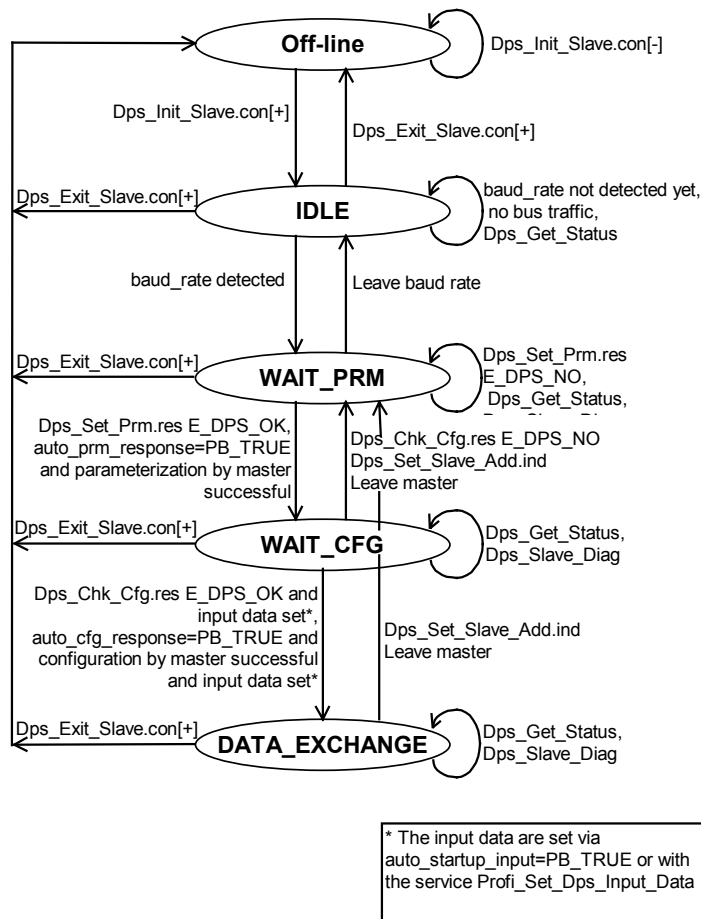 Off-line
Dps_Init_Slave.con[-]
Dps_Init_Slave.con[+]
Dps_Exit_Slave.con[+]
Dps_Exit_Slave.con[+]
IDLE
baud_rate not detected yet,
no bus traffic,
Dps_Get_Status
baud_rate detected
Leave baud rate
Dps_Exit_Slave.con[+]
WAIT_PRM
Dps_Set_Prm.res
E_DPS_NO,
Dps_Get_Status,
Dps_Set_Prm.res E_DPS_OK,
auto_prm_response=PB_TRUE
and parameterization by master
successful
Dps_Chk_Cfg.res E_DPS_NO
Dps_Set_Slave_Add.ind
Leave master
Dps_Exit_Slave.con[+]
WAIT_CFG
Dps_Get_Status,
Dps_Slave_Diag
Dps_Chk_Cfg.res E_DPS_OK and
input data set*,
auto_cfg_response=PB_TRUE and
configuration by master successful
and input data set*
Dps_Set_Slave_Add.ind
Leave master
Dps_Exit_Slave.con[+]
DATA_EXCHANGE
Dps_Get_Status,
Dps_Slave_Diag
* The input data are set via
auto_startup_input=PB_TRUE or with
the service Profi_Set_Dps_Input_Data